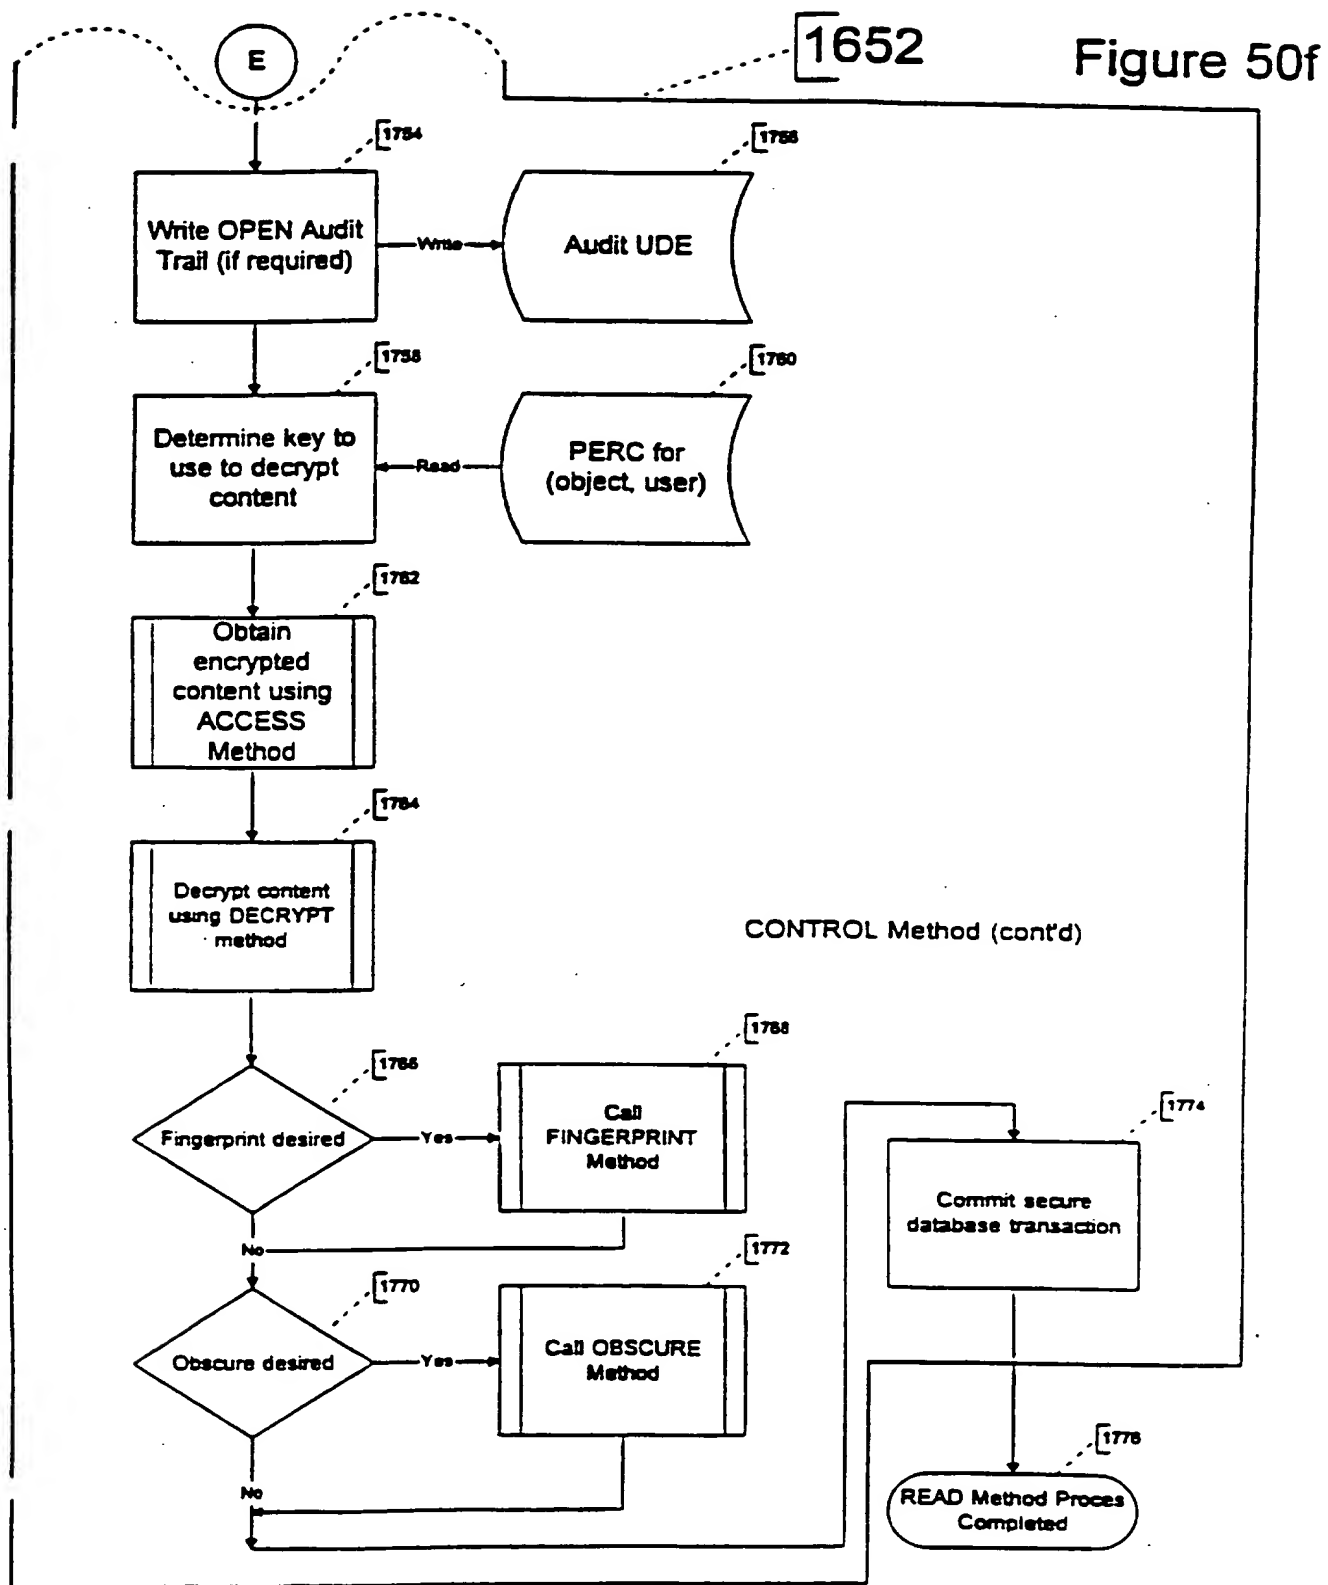 E
1652
Figure 50f
1754
Write OPEN Audit
Trail (if required)
Write
1756
Audit UDE
1758
Determine key to
use to decrypt
content
Read
1760
PERC for
(object, user)
1762
Obtain
encrypted
content using
ACCESS
Method
1764
Decrypt content
using DECRYPT
method
CONTROL Method (cont'd)
1766
Fingerprint desired
Yes
1768
Call
FINGERPRINT
Method
No
1770
Obscure desired
Yes
1772
Call OBSCURE
Method
No
1774
Commit secure
database transaction
1776
READ Method Proces
Completed